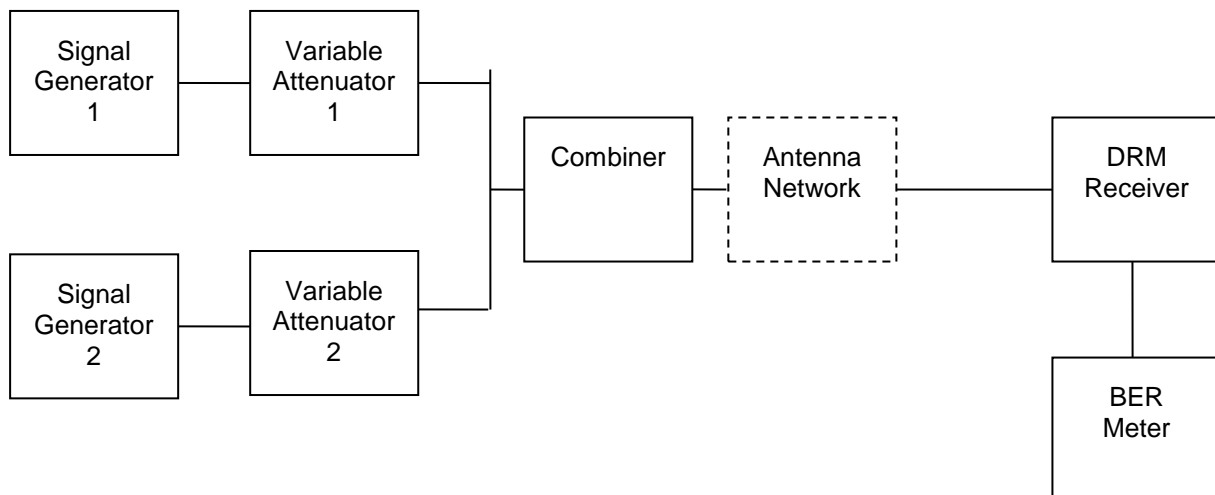 Signal
Generator
1
Variable
Attenuator
1
Combiner
Antenna
Network
DRM
Receiver
Signal
Generator
2
Variable
Attenuator
2
BER
Meter